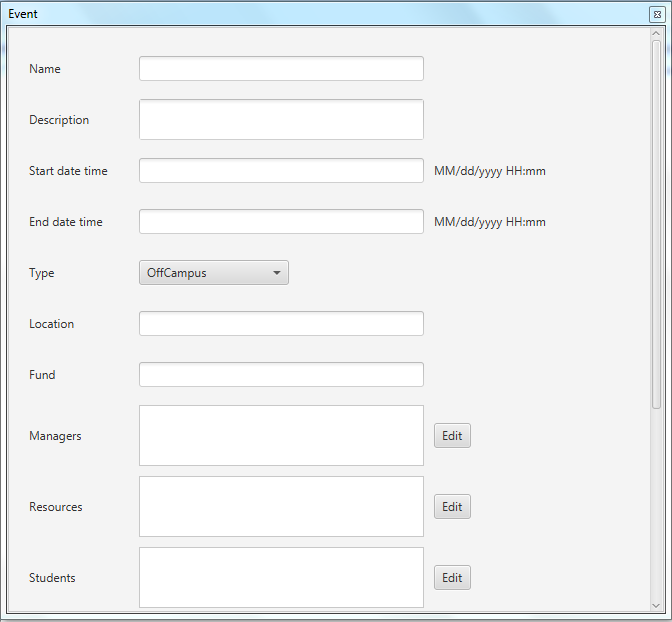 Event
Name
Description
Start date time MM/dd/yyyy HH:mm
End date time MM/dd/yyyy HH:mm
Type OffCampus
Location
Fund
Managers Edit
Resources Edit
Students Edit